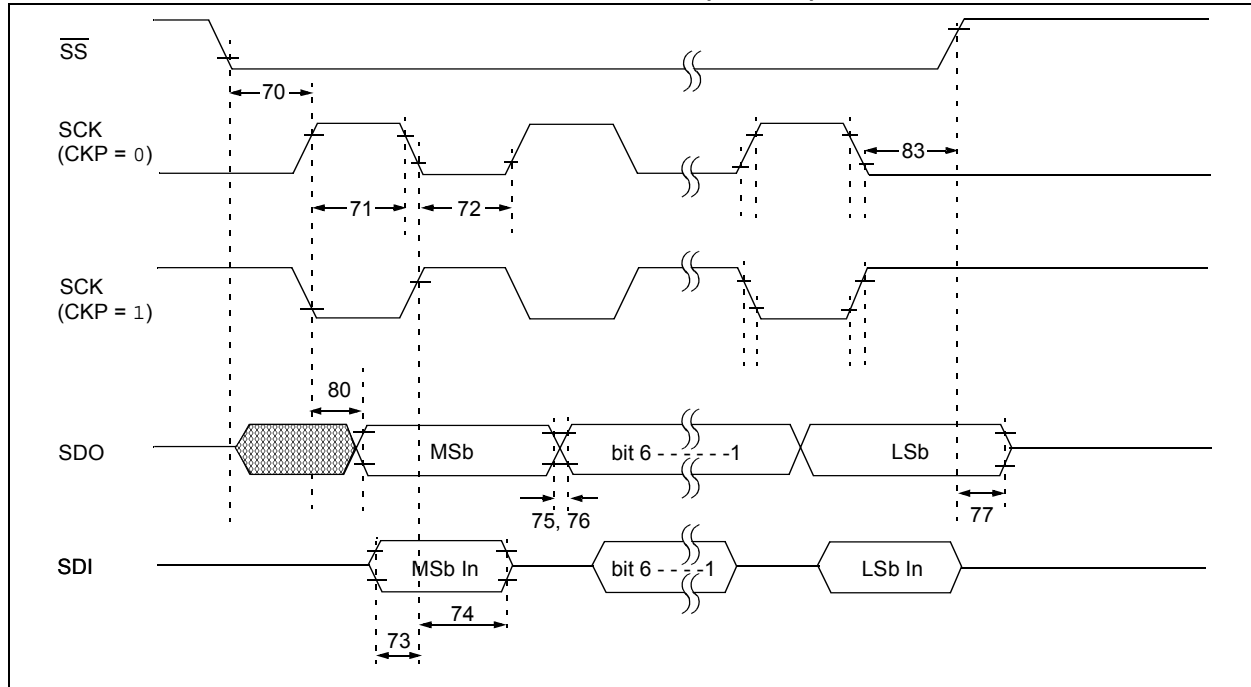 SS
70
SCK
(CKP = 0)
83
71
72
SCK
(CKP = 1)
80
SDO
MSb
bit 6 - - - - - -1
LSb
75, 76
77
SDI
MSb In
bit 6 - - - -1
LSb In
74
73